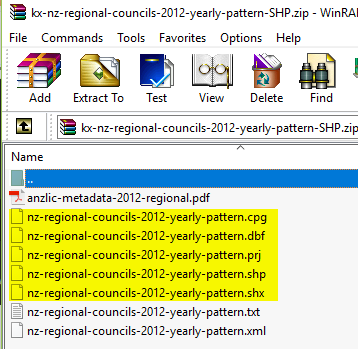 kx-nz-regional-councils-2012-yearly-pattern-SHP.zip - WinRA
File Commands Tools Favorites Options Help
Add Extract To Test View Delete Find
kx-nz-regional-councils-2012-yearly-pattern-SHP.zip
Name
..
anzlic-metadata-2012-regional.pdf
nz-regional-councils-2012-yearly-pattern.cpg
nz-regional-councils-2012-yearly-pattern.dbf
nz-regional-councils-2012-yearly-pattern.prj
nz-regional-councils-2012-yearly-pattern.shp
nz-regional-councils-2012-yearly-pattern.shx
nz-regional-councils-2012-yearly-pattern.txt
nz-regional-councils-2012-yearly-pattern.xml